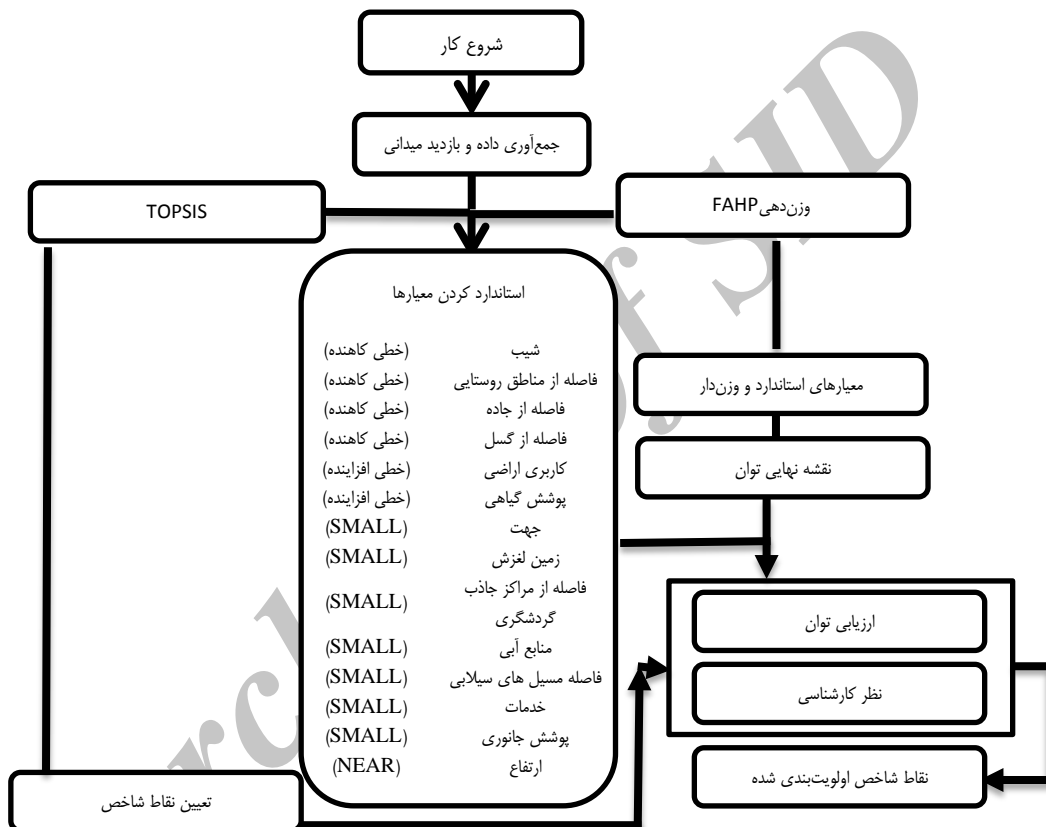 شروع کار
جمع‌آوری داده و بازدید میدانی
وزن‌دهی FAHP
TOPSIS
استاندارد کردن معیارها
شیب (خطی کاهنده)
فاصله از مناطق روستایی (خطی کاهنده)
فاصله از جاده (خطی کاهنده)
فاصله از گسل (خطی کاهنده)
کاربری اراضی (خطی افزاینده)
پوشش گیاهی (خطی افزاینده)
جهت (SMALL)
زمین لغزش (SMALL)
فاصله از مراکز جاذب
گردشگری (SMALL)
منابع آبی (SMALL)
فاصله مسیل های سیلابی (SMALL)
خدمات (SMALL)
پوشش جانوری (SMALL)
ارتفاع (NEAR)
معیارهای استاندارد و وزن‌دار
نقشه نهایی توان
ارزیابی توان
نظر کارشناسی
نقاط شاخص اولویت‌بندی شده
تعیین نقاط شاخص
of SID